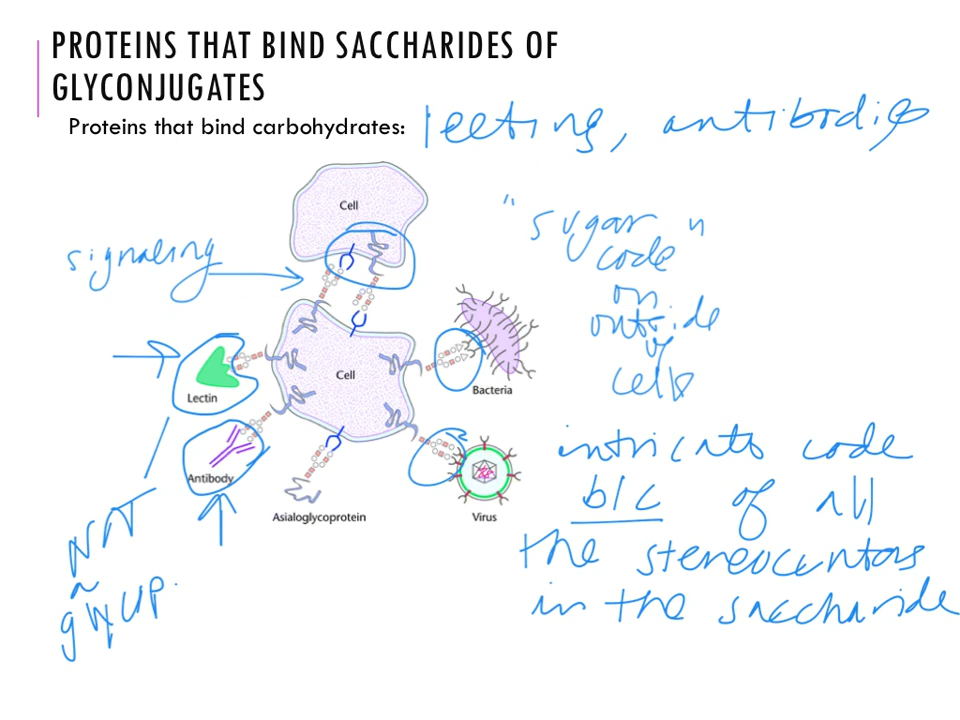 PROTEINS THAT BIND SACCHARIDES OF
GLYCONJUGATES
Proteins that bind carbohydrates: lectins, antibodies
Cell
signaling
"sugar"
code
on
outside
of
cells
Cell
Lectin
Bacteria
Antibody
intricate code
b/c of all
the stereocenters
in the saccharide
Asialoglycoprotein
Virus
NOT
a